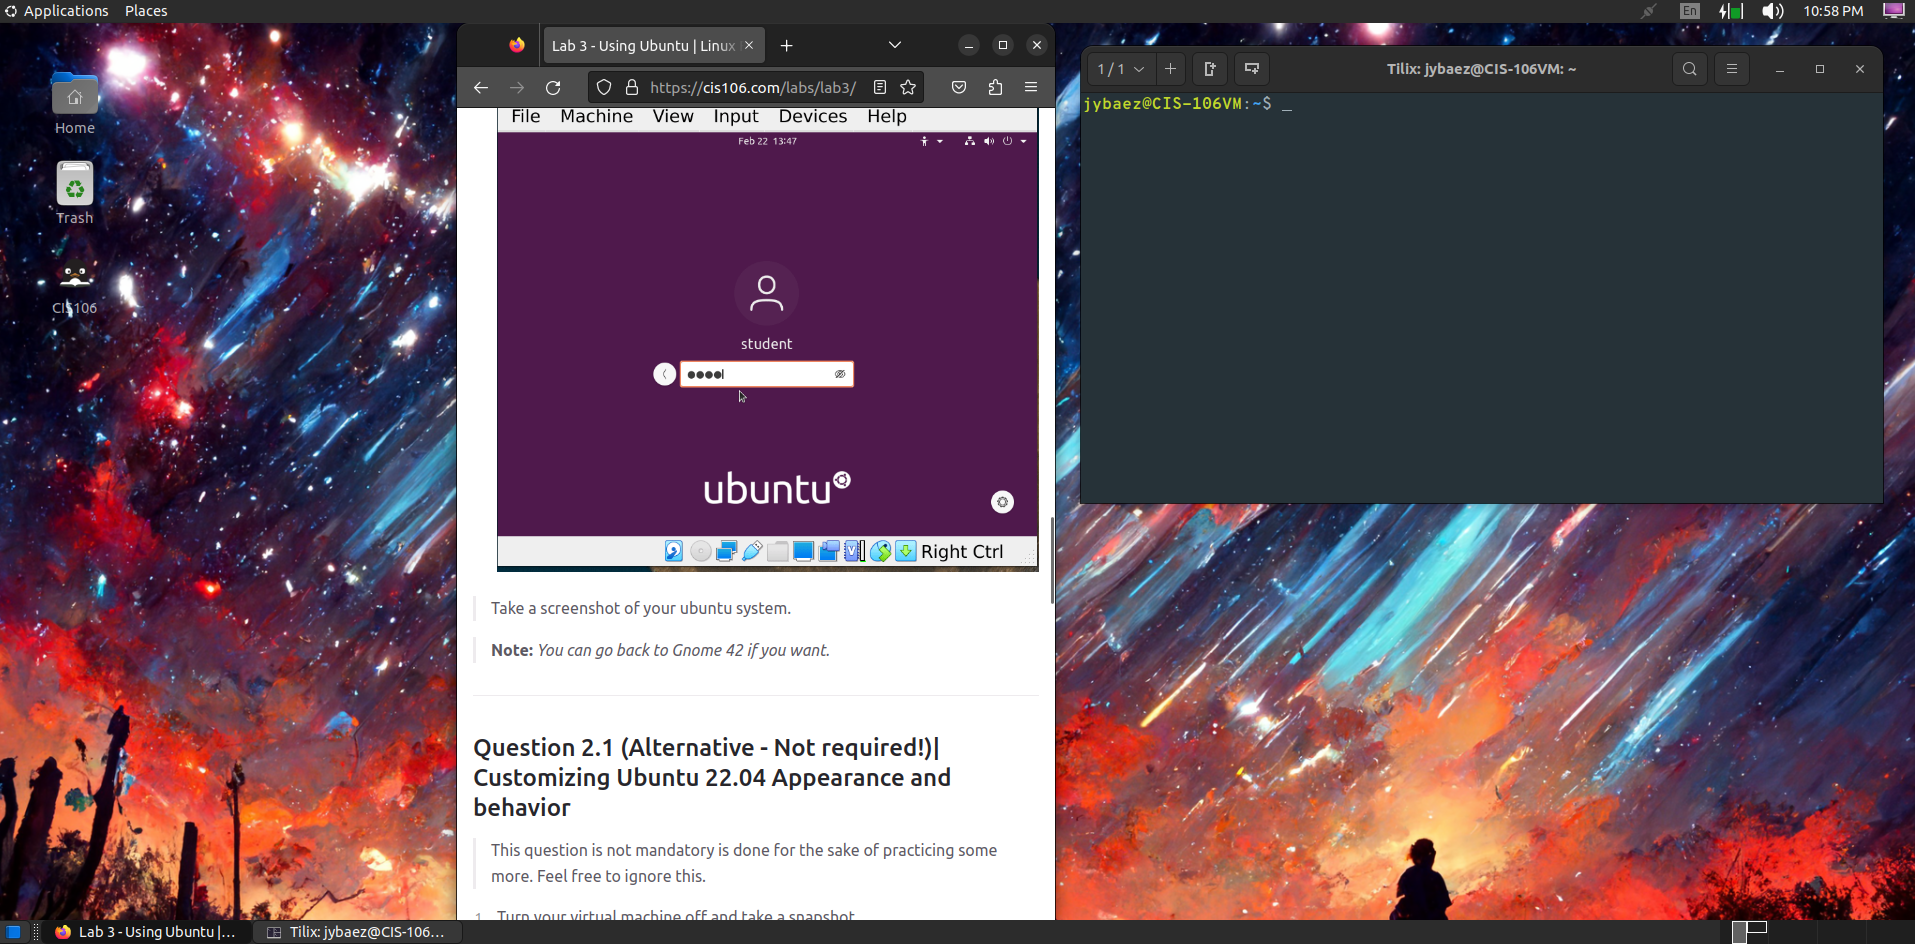 Applications Places
En 10:58 PM
Home
Trash
CIS106
Lab 3 - Using Ubuntu | Linux
https://cis106.com/labs/lab3/
File Machine View Input Devices Help
Feb 22 13:47
student
ubuntu
Right Ctrl
Take a screenshot of your ubuntu system.
Note: You can go back to Gnome 42 if you want.
Question 2.1 (Alternative - Not required!)|
Customizing Ubuntu 22.04 Appearance and
behavior
This question is not mandatory is done for the sake of practicing some
more. Feel free to ignore this.
1. Turn your virtual machine off and take a snapshot
1 / 1
Tilix: jybaez@CIS-106VM: ~
jybaez@CIS-106VM:~$ _
Lab 3 - Using Ubuntu |...
Tilix: jybaez@CIS-106...